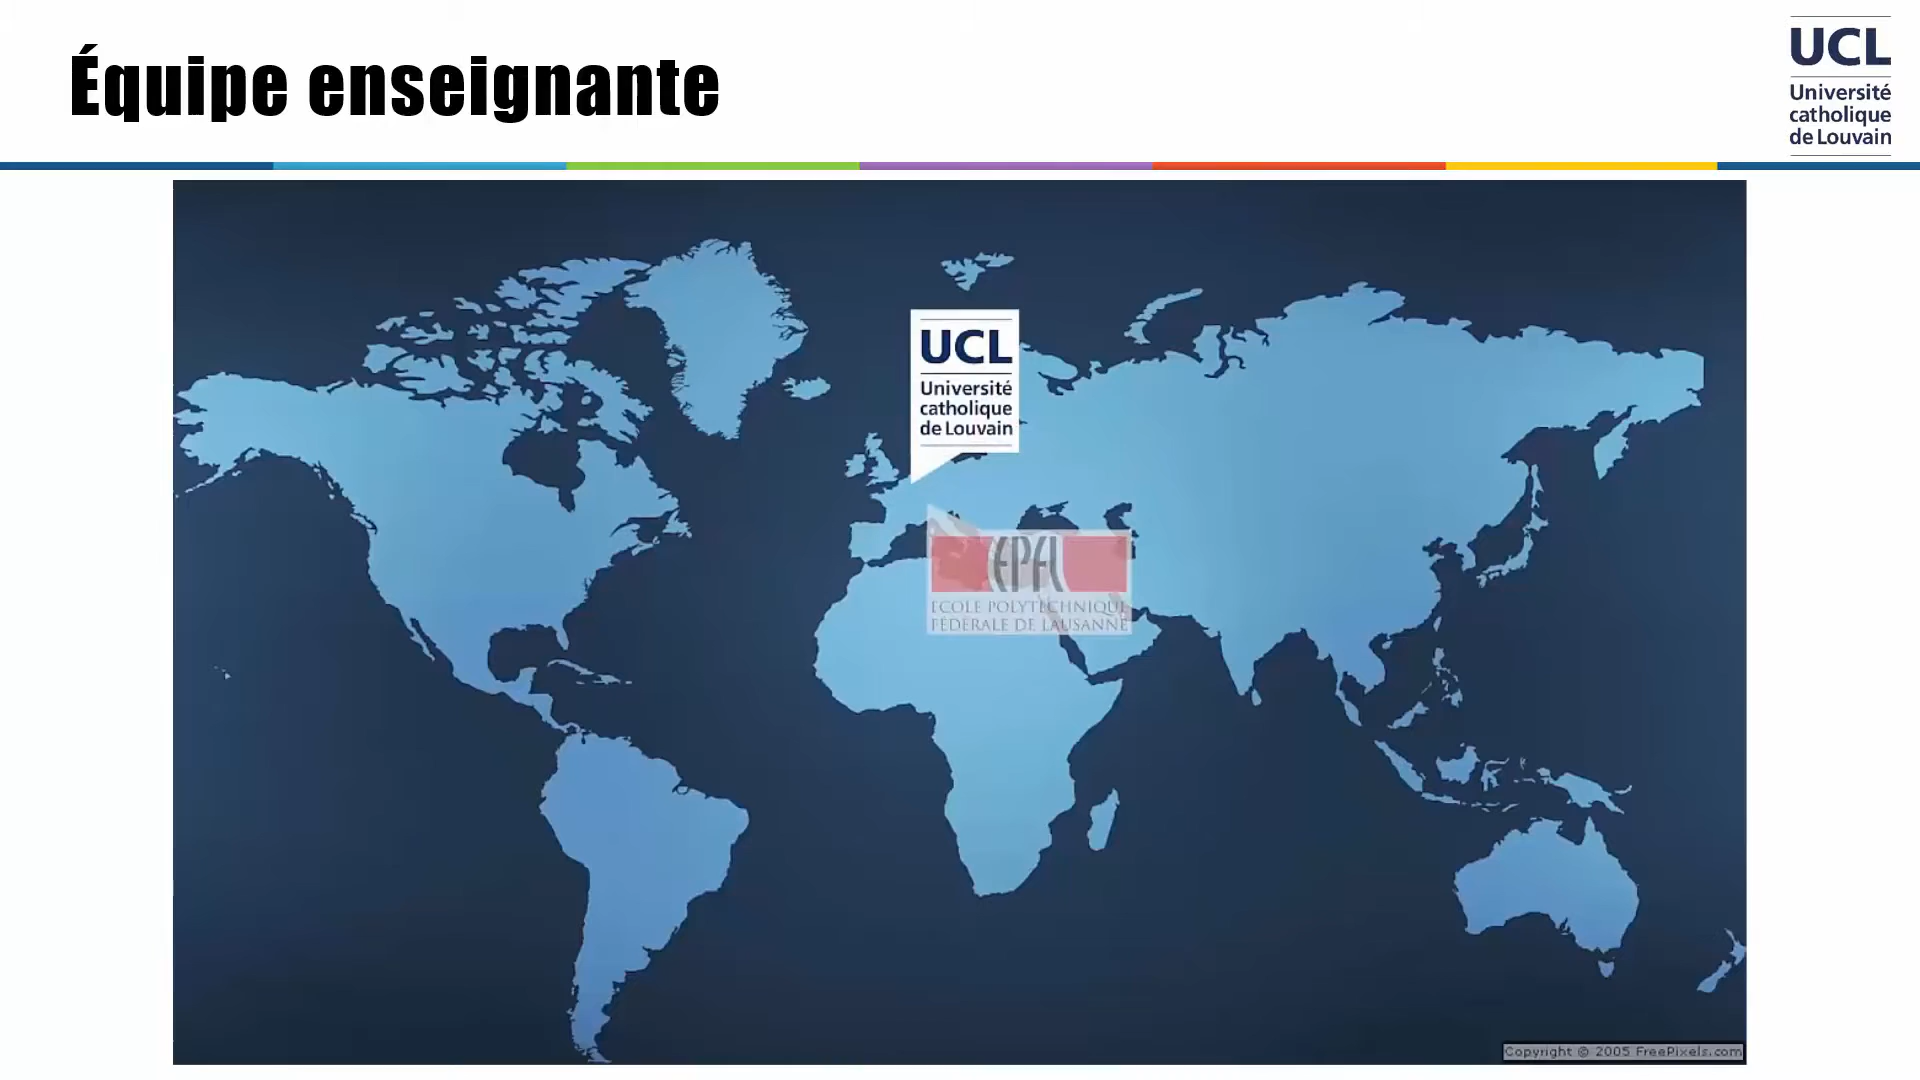 Équipe enseignante
UCL
Université
catholique
de Louvain
UCL
Université
catholique
de Louvain
EPFL
ECOLE POLYTECHNIQUE
FÉDÉRALE DE LAUSANNE
Copyright © 2005 FreePixels.com